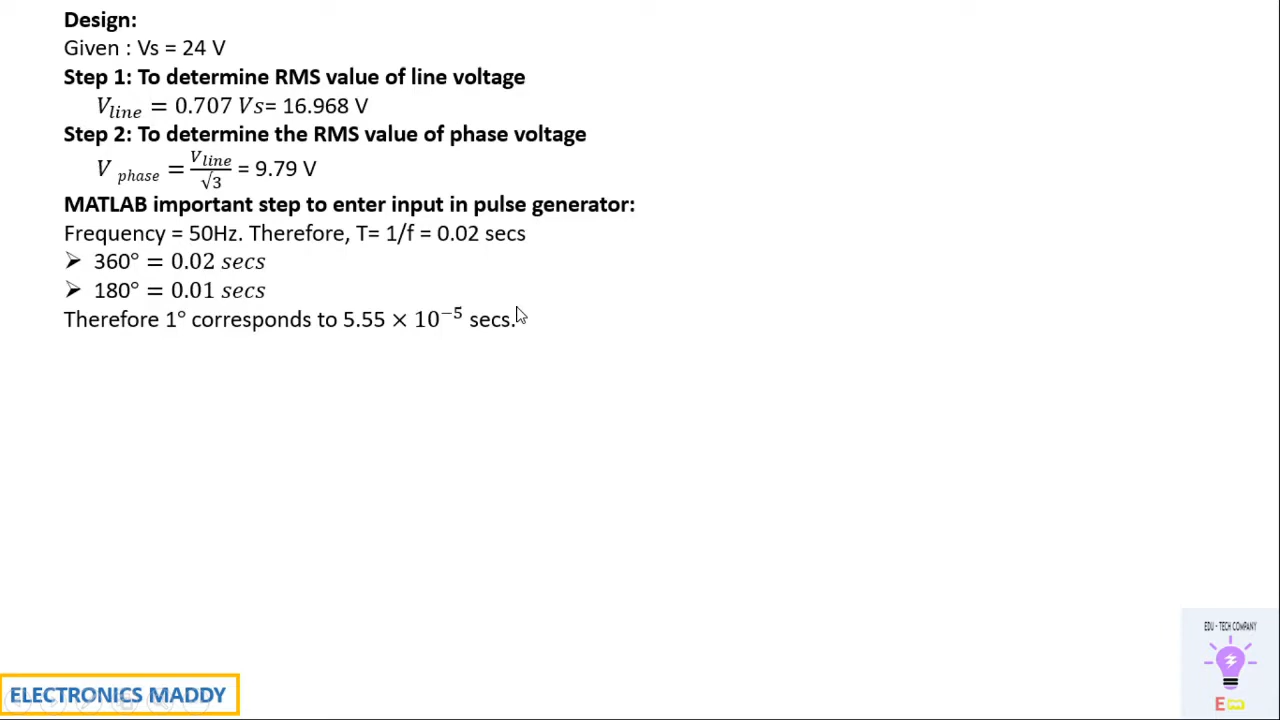 Design:
Given : Vs = 24 V
Step 1: To determine RMS value of line voltage
V_line = 0.707 Vs= 16.968 V
Step 2: To determine the RMS value of phase voltage
V_phase = V_line/√3 = 9.79 V
MATLAB important step to enter input in pulse generator:
Frequency = 50Hz. Therefore, T= 1/f = 0.02 secs
➢ 360° = 0.02 secs
➢ 180° = 0.01 secs
Therefore 1° corresponds to 5.55 × 10⁻⁵ secs.
EDU - TECH COMPANY
Em
ELECTRONICS MADDY